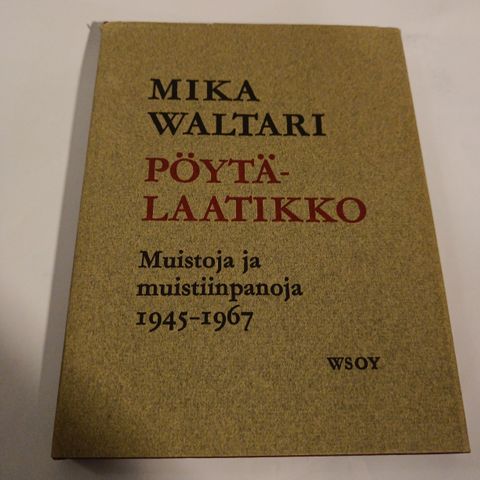 MIKA
WALTARI
PÖYTÄ-
LAATIKKO
Muistoja ja
muistiinpanoja
1945-1967
WSOY